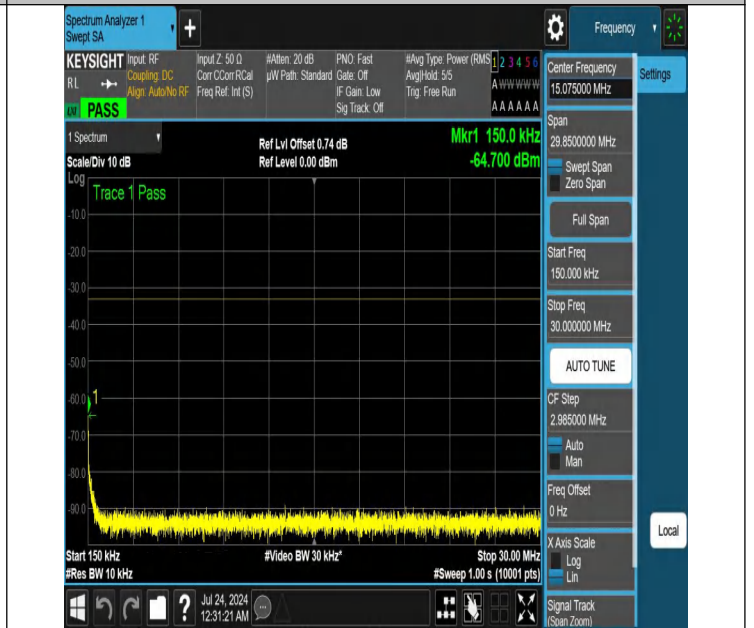 Spectrum Analyzer 1
Swept SA
+
Frequency
KEYSIGHT
RL
PASS
Input: RF
Coupling: DC
Align: Auto/No RF
Input Z: 50 Ω
Corr CCorr RCal
Freq Ref: Int (S)
#Atten: 20 dB
µW Path: Standard
PNO: Fast
Gate: Off
IF Gain: Low
Sig Track: Off
#Avg Type: Power (RMS
Avg|Hold: 5/5
Trig: Free Run
1 2 3 4 5 6
A W W W W W
A A A A A A
1 Spectrum
Scale/Div 10 dB
Log
Ref Lvl Offset 0.74 dB
Ref Level 0.00 dBm
Mkr1 150.0 kHz
-64.700 dBm
Trace 1 Pass
-10.0
-20.0
-30.0
-40.0
-50.0
-60.0
1
-70.0
-80.0
-90.0
Start 150 kHz
#Res BW 10 kHz
#Video BW 30 kHz*
Stop 30.00 MHz
#Sweep 1.00 s (10001 pts)
Jul 24, 2024
12:31:21 AM
?
Center Frequency
15.075000 MHz
Settings
Span
29.8500000 MHz
Swept Span
Zero Span
Full Span
Start Freq
150.000 kHz
Stop Freq
30.000000 MHz
AUTO TUNE
CF Step
2.985000 MHz
Auto
Man
Freq Offset
0 Hz
X Axis Scale
Log
Lin
Local
Signal Track
(Span Zoom)